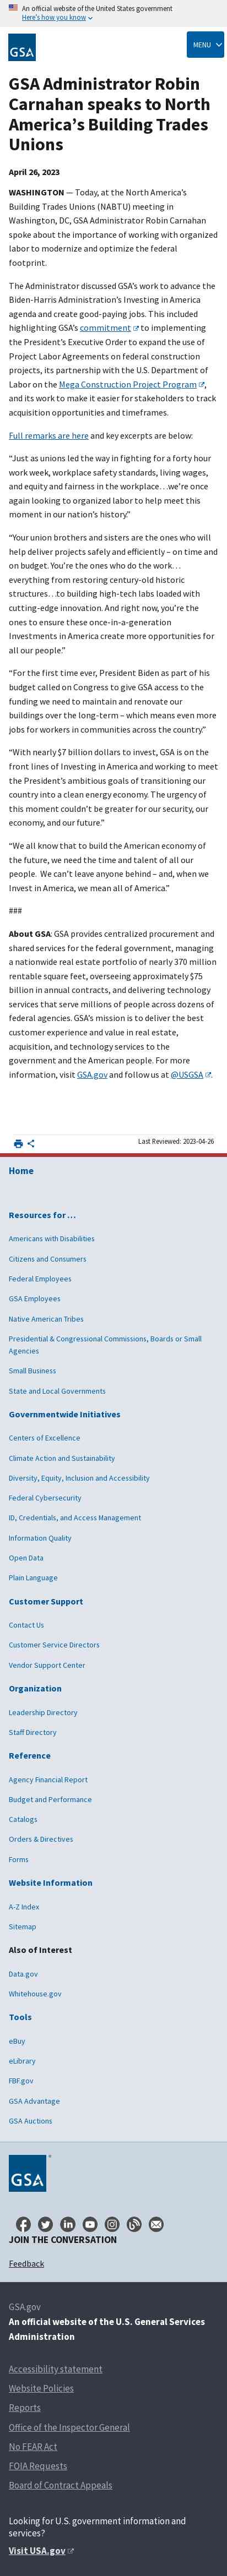 An official website of the United States government
Here's how you know
GSA
MENU
GSA Administrator Robin
Carnahan speaks to North
America's Building Trades
Unions
April 26, 2023
WASHINGTON — Today, at the North America's
Building Trades Unions (NABTU) meeting in
Washington, DC, GSA Administrator Robin Carnahan
spoke about the importance of working with organized
labor to modernize and optimize the federal
footprint.
The Administrator discussed GSA's work to advance the
Biden-Harris Administration's Investing in America
agenda and create good-paying jobs. This included
highlighting GSA's commitment to implementing
the President's Executive Order to expand the use of
Project Labor Agreements on federal construction
projects, its partnership with the U.S. Department of
Labor on the Mega Construction Project Program,
and its work to make it easier for stakeholders to track
acquisition opportunities and timeframes.
Full remarks are here and key excerpts are below:
"Just as unions led the way in fighting for a forty hour
work week, workplace safety standards, living wages,
and equality in the workplace…we're once again
leading to organized labor to help meet this
moment in our nation's history."
"Your union brothers and sisters are the ones who will
help deliver projects safely and efficiently – on time and
on budget. You're the ones who do the work…
everything from restoring century-old historic
structures…to building high-tech labs loaded with
cutting edge innovation. And right now, you're
ones to ensure these once-in-a-generation
Investments in America investments work for all of us,
all our people."
"For the first time ever, President Biden as part of his
budget called on Congress to give GSA access to the
funding we need to maintain and renovate our
buildings long-term – which means even more jobs
for communities and workers across this country."
"With nearly $7 billion dollars to invest, GSA is on the
front lines of Investing in America and working to meet
the President's ambitious goals of transitioning our
country into a clean energy economy. The urgency of
this moment couldn't be greater for our economy, our
security, and our future."
"We all know that to build the American economy of
the future, we need the time and talent of all our
people. We can't leave anyone behind – and, when we
Invest in America, we mean all of America."
###
About GSA: GSA provides centralized procurement and
shared services for the federal government, managing
a nationwide real estate portfolio of nearly 370 million
rentable square feet, overseeing approximately $75
billion in annual contracts, and delivering technology
services that serve millions of people across dozens of
federal agencies. GSA's mission is to deliver the best
customer experience and value in real estate,
acquisition, and technology services to the
government and the American people. For more
information, visit GSA.gov and follow us at @USGSA.
Last Reviewed: 2023-04-26
Home
Resources for …
Americans with Disabilities
Citizens and Consumers
Federal Employees
GSA Employees
Native American Tribes
Presidential & Congressional Commissions, Boards or Small
Agencies
Small Business
State and Local Governments
Governmentwide Initiatives
Centers of Excellence
Climate Action and Sustainability
Diversity, Equity, Inclusion and Accessibility
Federal Cybersecurity
ID, Credentials, and Access Management
Information Quality
Open Data
Plain Language
Customer Support
Contact Us
Customer Service Directors
Vendor Support Center
Organization
Leadership Directory
Staff Directory
Reference
Agency Financial Report
Budget and Performance
Catalogs
Orders & Directives
Forms
Website Information
A-Z Index
Sitemap
Also of Interest
Data.gov
Whitehouse.gov
Tools
eBuy
eLibrary
FBF.gov
GSA Advantage
GSA Auctions
GSA
JOIN THE CONVERSATION
Feedback
GSA.gov
An official website of the U.S. General Services
Administration
Accessibility statement
Website Policies
Reports
Office of the Inspector General
No FEAR Act
FOIA Requests
Board of Contract Appeals
Looking for U.S. government information and
services?
Visit USA.gov